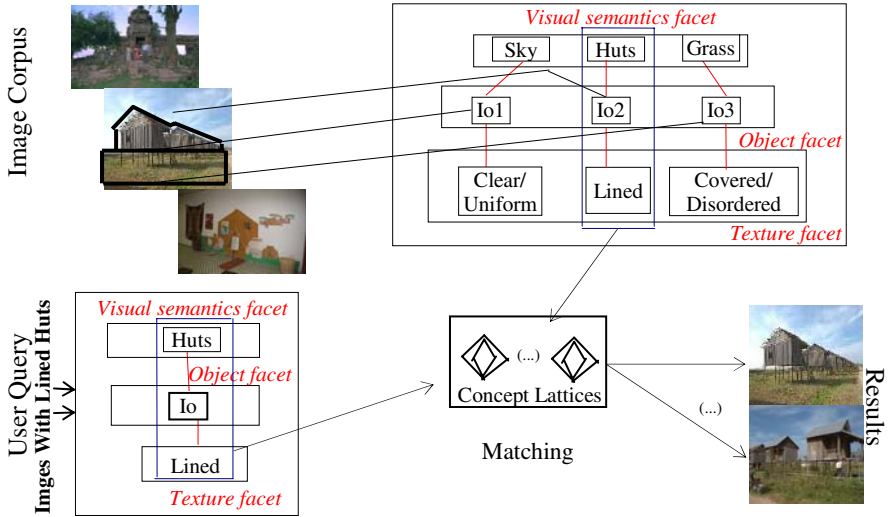 Image Corpus
Visual semantics facet
Sky
Huts
Grass
Io1
Io2
Io3
Object facet
Clear/
Uniform
Lined
Covered/
Disordered
Texture facet
User Query
Imges With Lined Huts
Visual semantics facet
Huts
Object facet
Io
Lined
Texture facet
(...)
Concept Lattices
Matching
(...)
Results